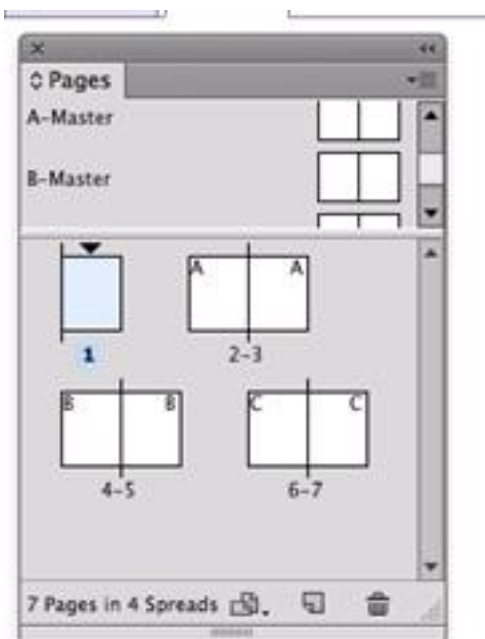 Pages
A-Master
B-Master
A A
1
2-3
B B
C C
4-5
6-7
7 Pages in 4 Spreads